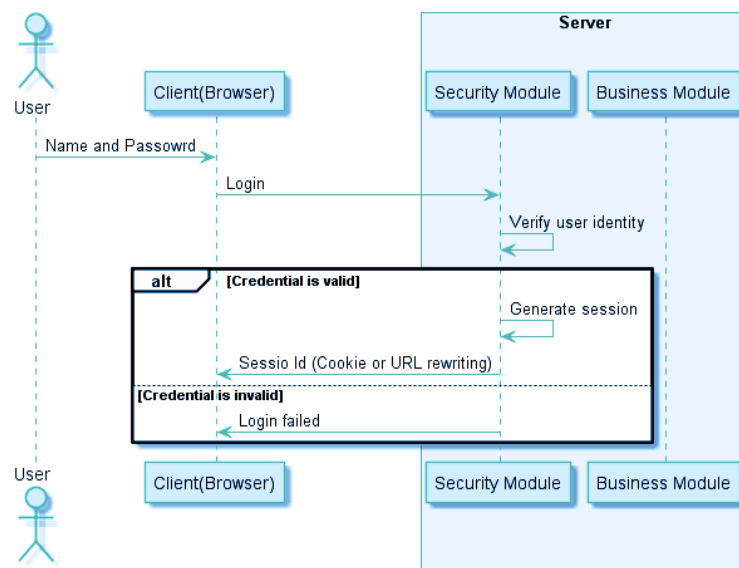 Server
User
Client(Browser)
Security Module
Business Module
Name and Passowrd
Login
Verify user identity
alt
[Credential is valid]
Generate session
Sessio Id (Cookie or URL rewriting)
[Credential is invalid]
Login failed
User
Client(Browser)
Security Module
Business Module